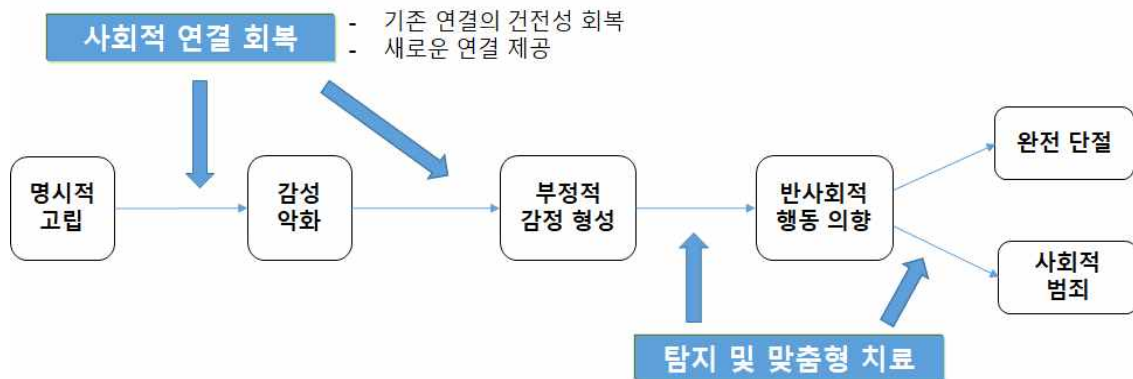 사회적 연결 회복
- 기존 연결의 건전성 회복
- 새로운 연결 제공
명시적
고립
감성
악화
부정적
감정 형성
반사회적
행동 의향
완전 단절
사회적
범죄
탐지 및 맞춤형 치료